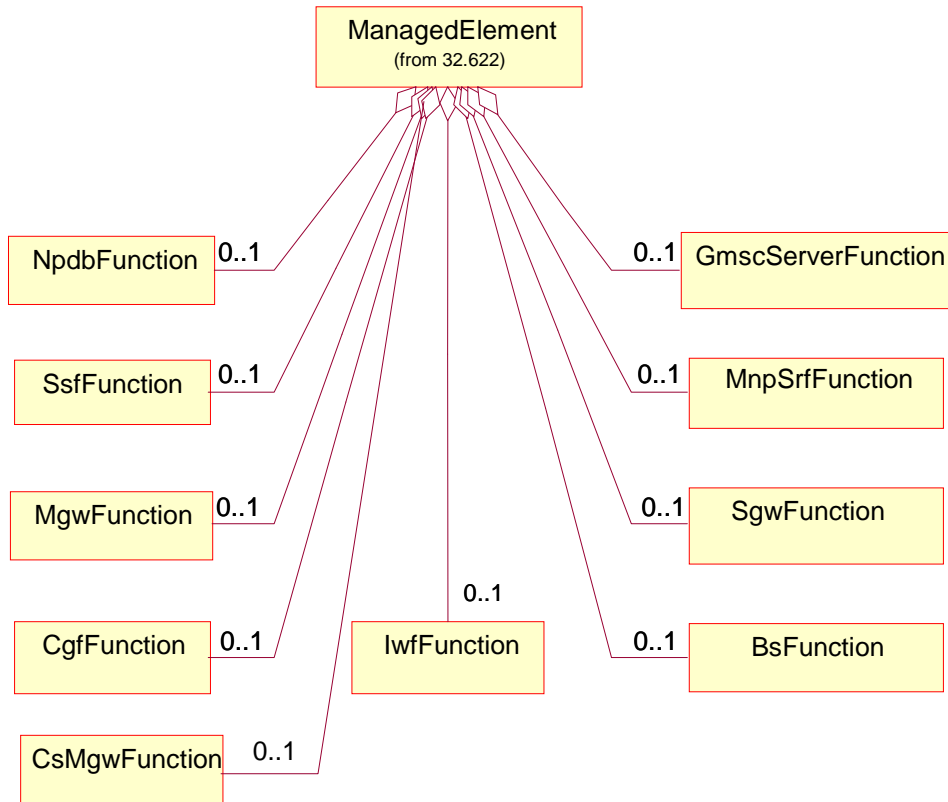 ManagedElement
(from 32.622)
NpdbFunction
0..1
0..1
GmscServerFunction
SsfFunction
0..1
0..1
MnpSrfFunction
MgwFunction
0..1
0..1
SgwFunction
CgfFunction
0..1
0..1
IwfFunction
0..1
BsFunction
CsMgwFunction
0..1